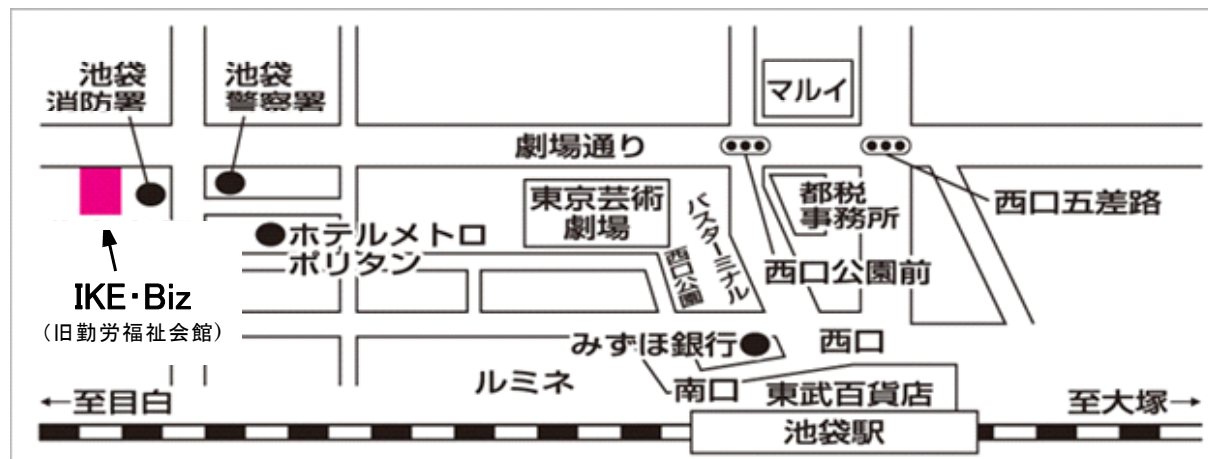 池袋
消防署
池袋
警察署
マルイ
劇場通り
東京芸術
劇場
バスターミナル
西口公園
都税
事務所
西口五差路
ホテルメトロ
ポリタン
西口公園前
IKE・Biz
(旧勤労福祉会館)
みずほ銀行
西口
ルミネ
南口
東武百貨店
←至目白
至大塚→
池袋駅